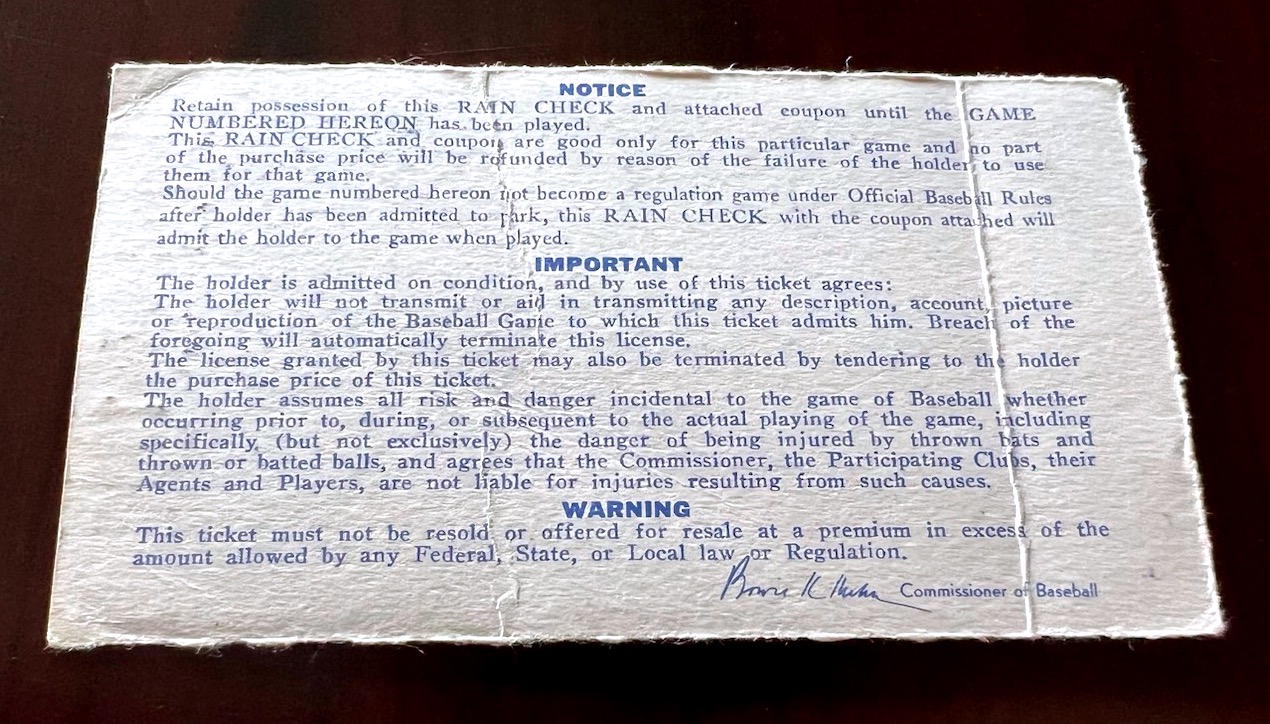 NOTICE
Retain possession of this RAIN CHECK and attached coupon until the GAME
NUMBERED HEREON has been played.
This RAIN CHECK and coupon are good only for this particular game and no part
of the purchase price will be refunded by reason of the failure of the holder to use
them for that game.
Should the game numbered hereon not become a regulation game under Official Baseball Rules
after holder has been admitted to park, this RAIN CHECK with the coupon attached will
admit the holder to the game when played.
IMPORTANT
The holder is admitted on condition, and by use of this ticket agrees:
The holder will not transmit or aid in transmitting any description, account, picture
or reproduction of the Baseball Game to which this ticket admits him. Breach of the
foregoing will automatically terminate this license.
The license granted by this ticket may also be terminated by tendering to the holder
the purchase price of this ticket.
The holder assumes all risk and danger incidental to the game of Baseball whether
occurring prior to, during, or subsequent to the actual playing of the game, including
specifically (but not exclusively) the danger of being injured by thrown bats and
thrown or batted balls, and agrees that the Commissioner, the Participating Clubs, their
Agents and Players, are not liable for injuries resulting from such causes.
WARNING
This ticket must not be resold or offered for resale at a premium in excess of the
amount allowed by any Federal, State, or Local law or Regulation.
Bowie K Kuhn Commissioner of Baseball